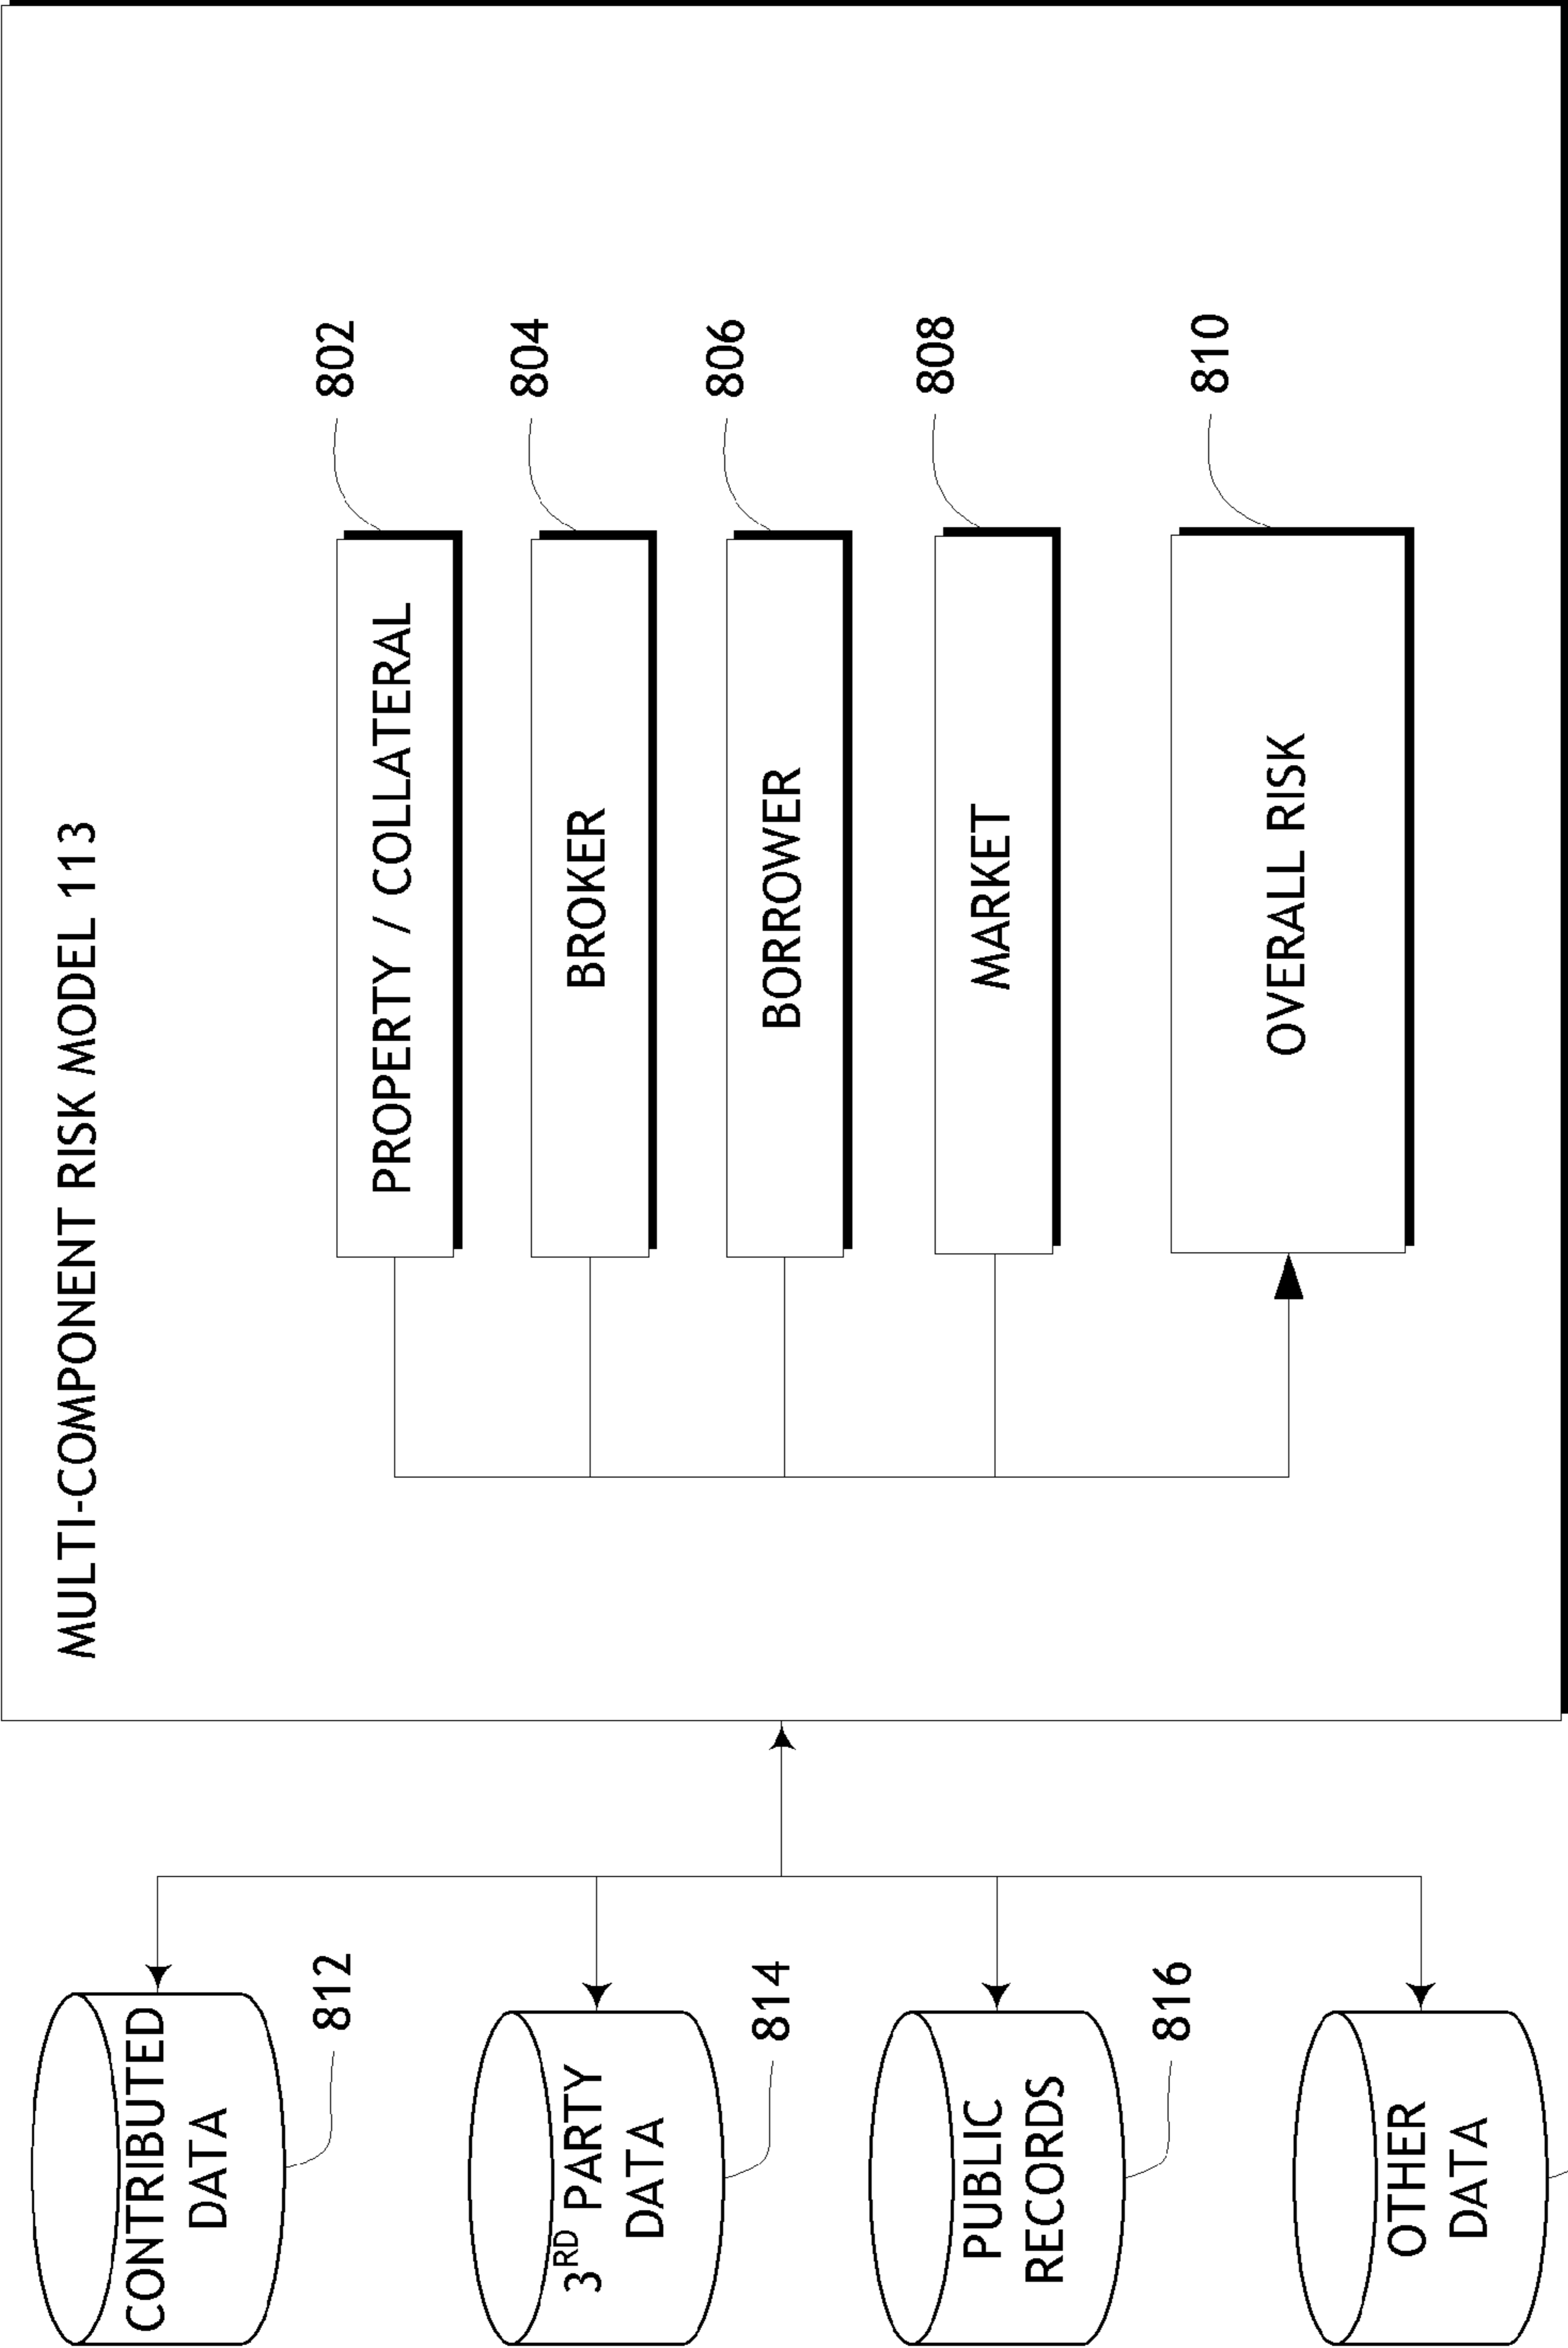 MULTI-COMPONENT RISK MODEL 113
PROPERTY / COLLATERAL
802
BROKER
804
BORROWER
806
MARKET
808
OVERALL RISK
810
CONTRIBUTED
DATA
812
3RD PARTY
DATA
814
PUBLIC
RECORDS
816
OTHER
DATA